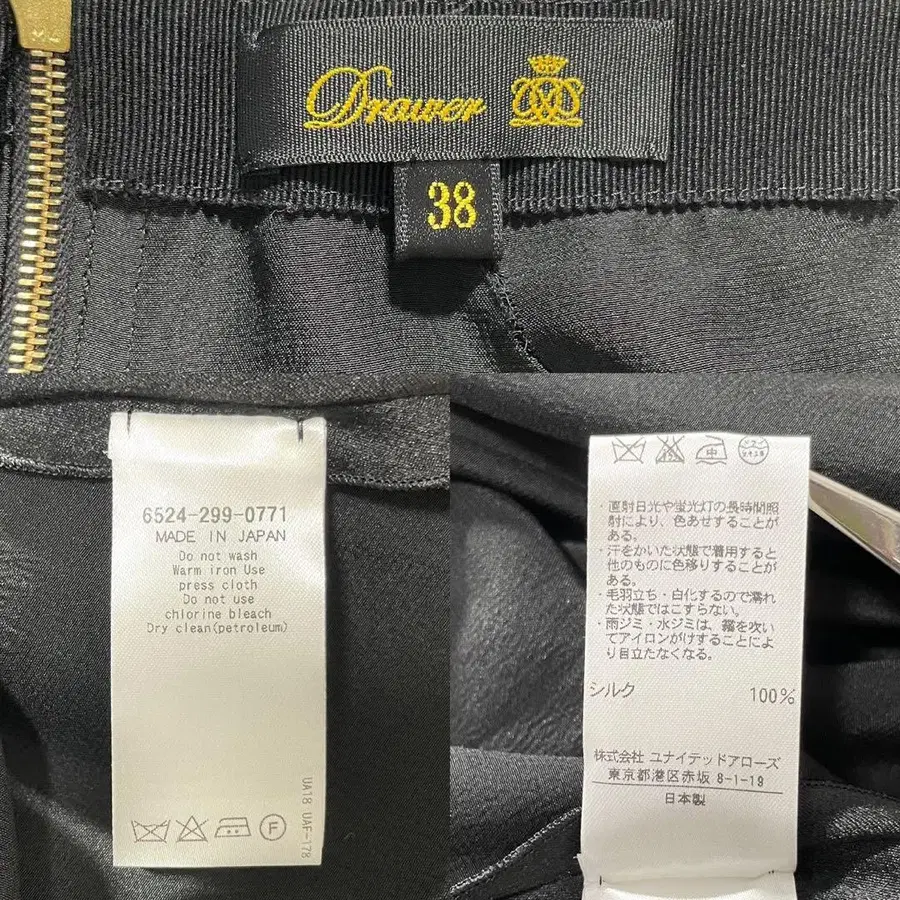 Drawer
38
6524-299-0771
MADE IN JAPAN
Do not wash
Warm iron Use
press cloth
Do not use
chlorine bleach
Dry clean(petroleum)
F
UA18 UAF-178
中
・直射日光や蛍光灯の長時間照
射により、色あせすることが
ある。
・汗をかいた状態で着用すると
他のものに色移りすることが
ある。
・毛羽立ち・白化するので濡れ
た状態ではこすらない。
・雨ジミ・水ジミは、霧を吹い
てアイロンがけすることによ
り目立たなくなる。
シルク 100%
株式会社 ユナイテッドアローズ
東京都港区赤坂 8-1-19
日本製